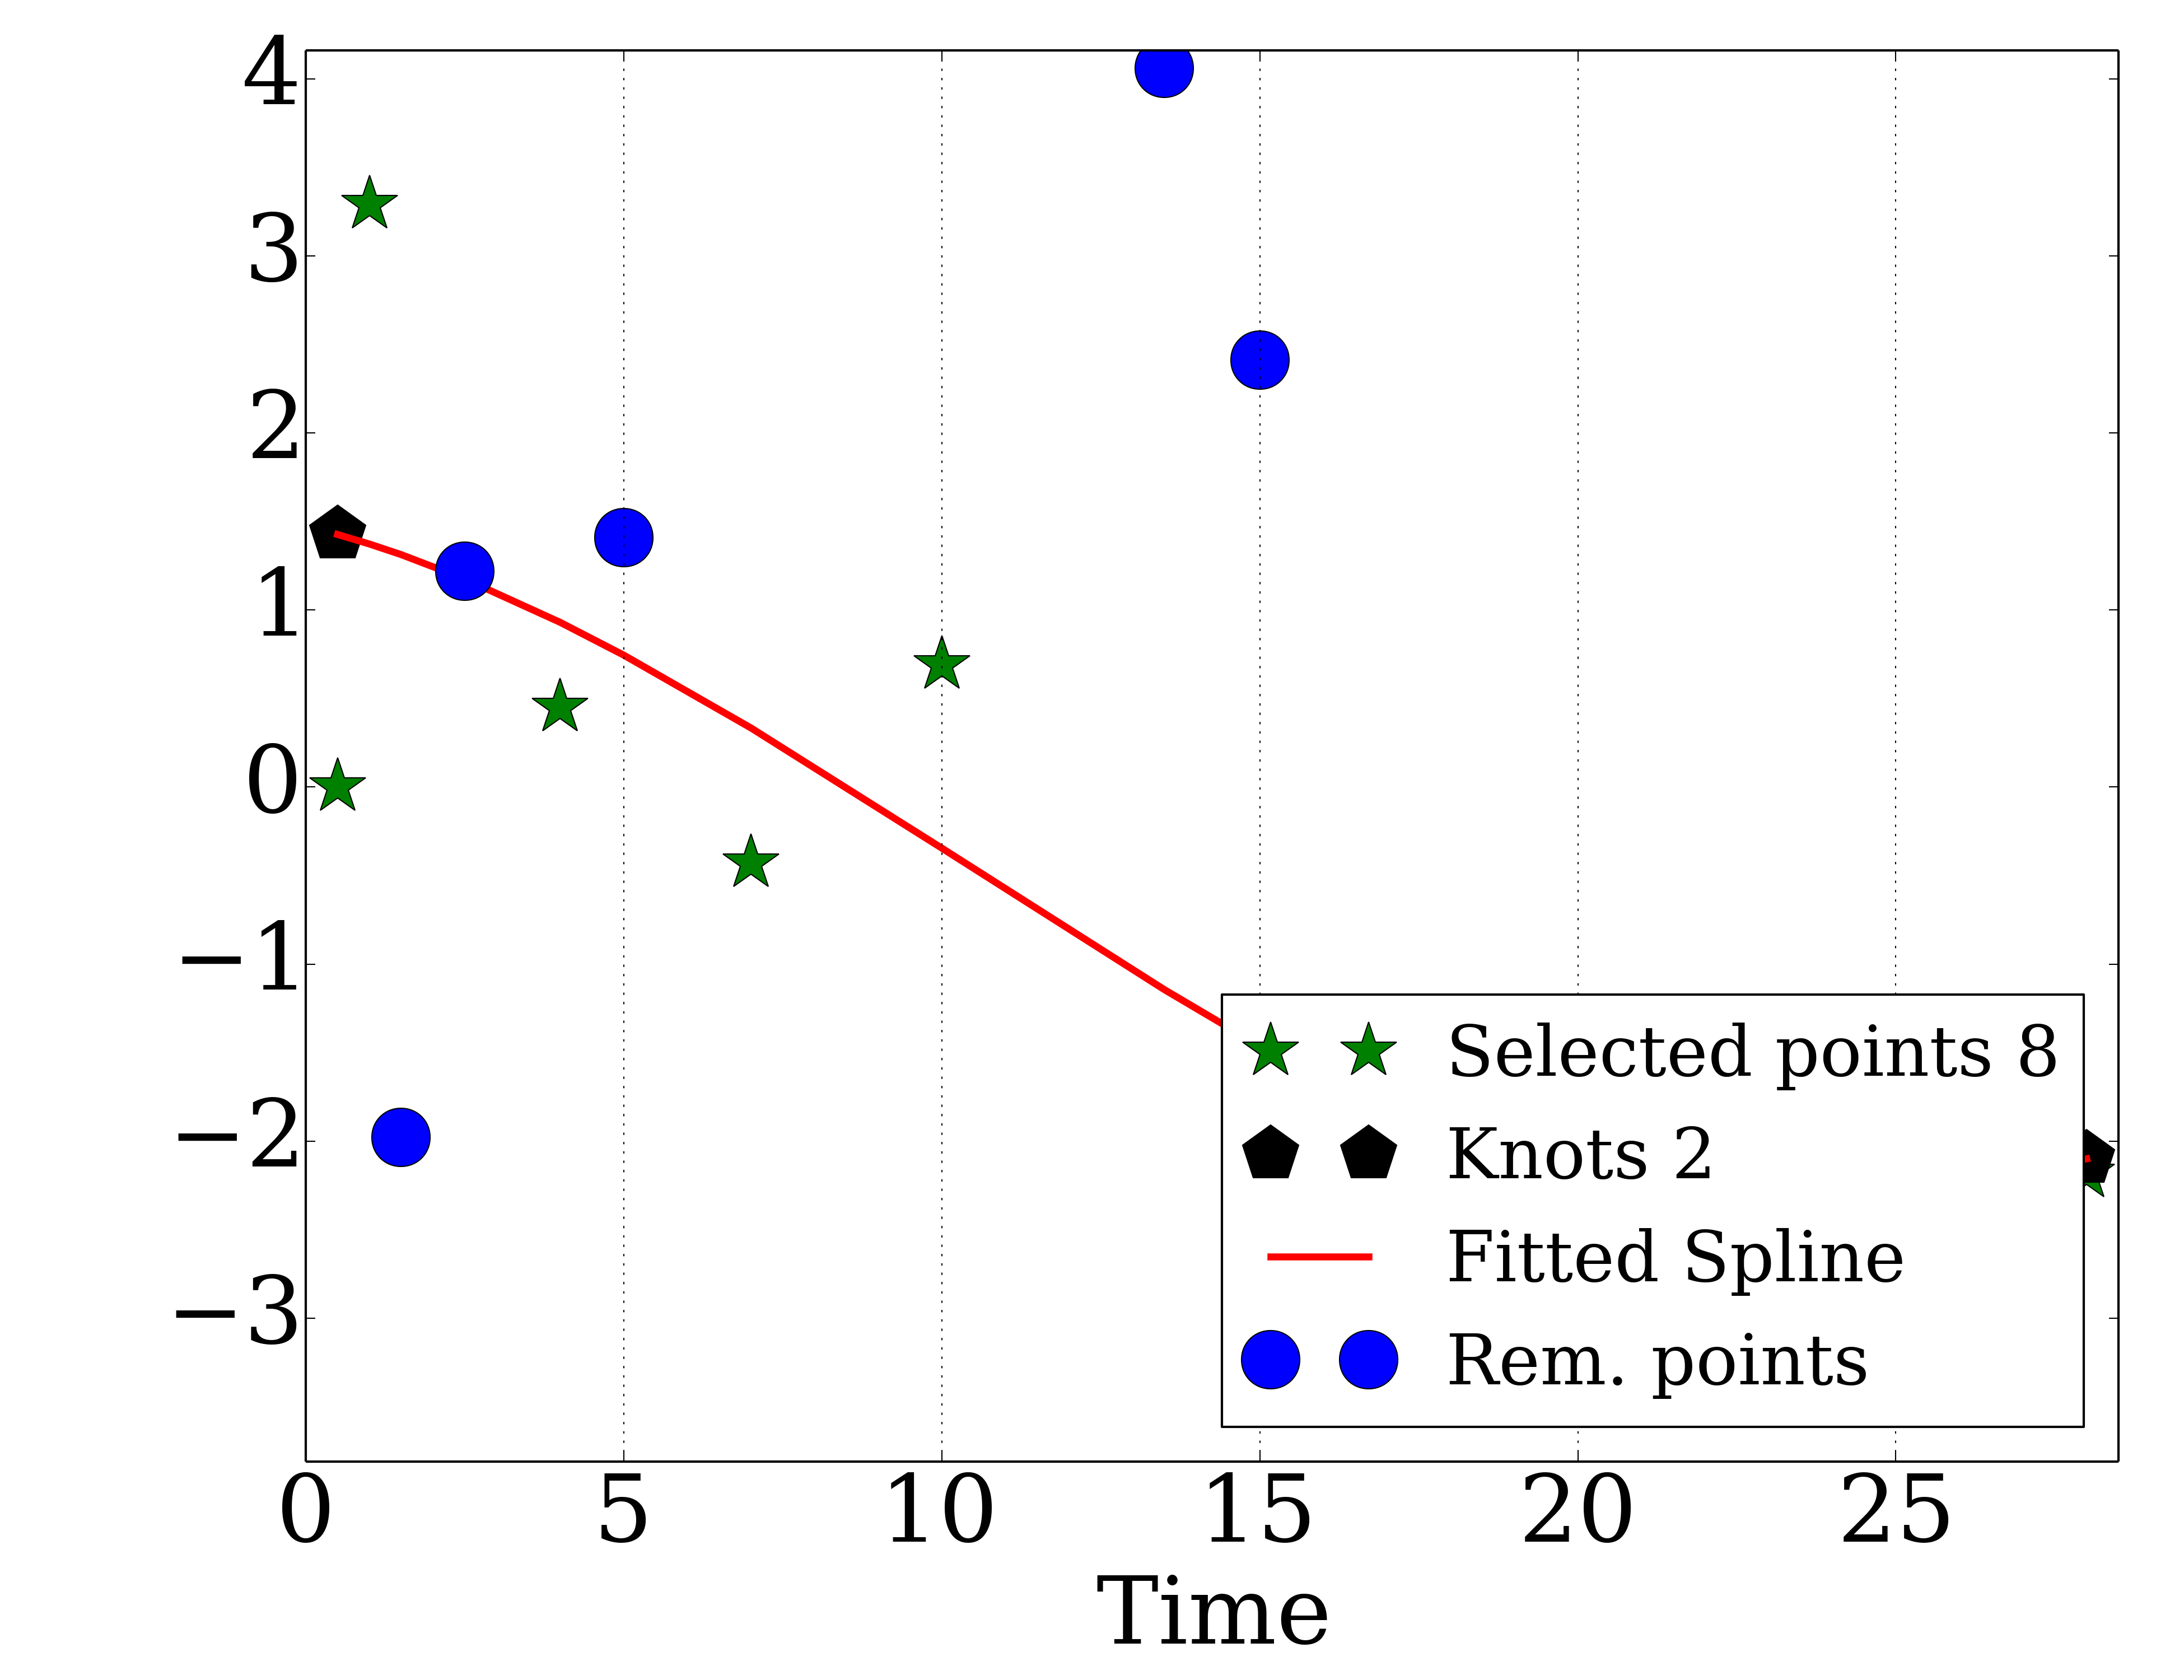 4
3
2
1
0
−1
−2
−3
0 5 10 15 20 25
Time
Selected points 8
Knots 2
Fitted Spline
Rem. points